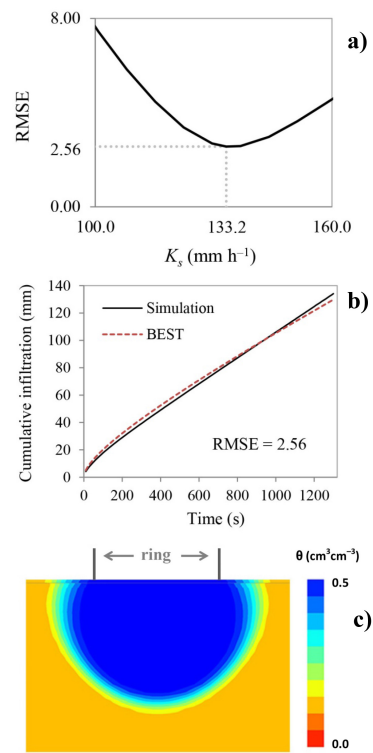 8.00
a)
RMSE
2.56
0.00
100.0 133.2 160.0
Kₛ (mm h⁻¹)
140
b)
120
100
80
60
40
20
0
Cumulative infiltration (mm)
Simulation
BEST
RMSE = 2.56
0 200 400 600 800 1000 1200
Time (s)
ring
θ (cm³cm⁻³)
0.5
c)
0.0